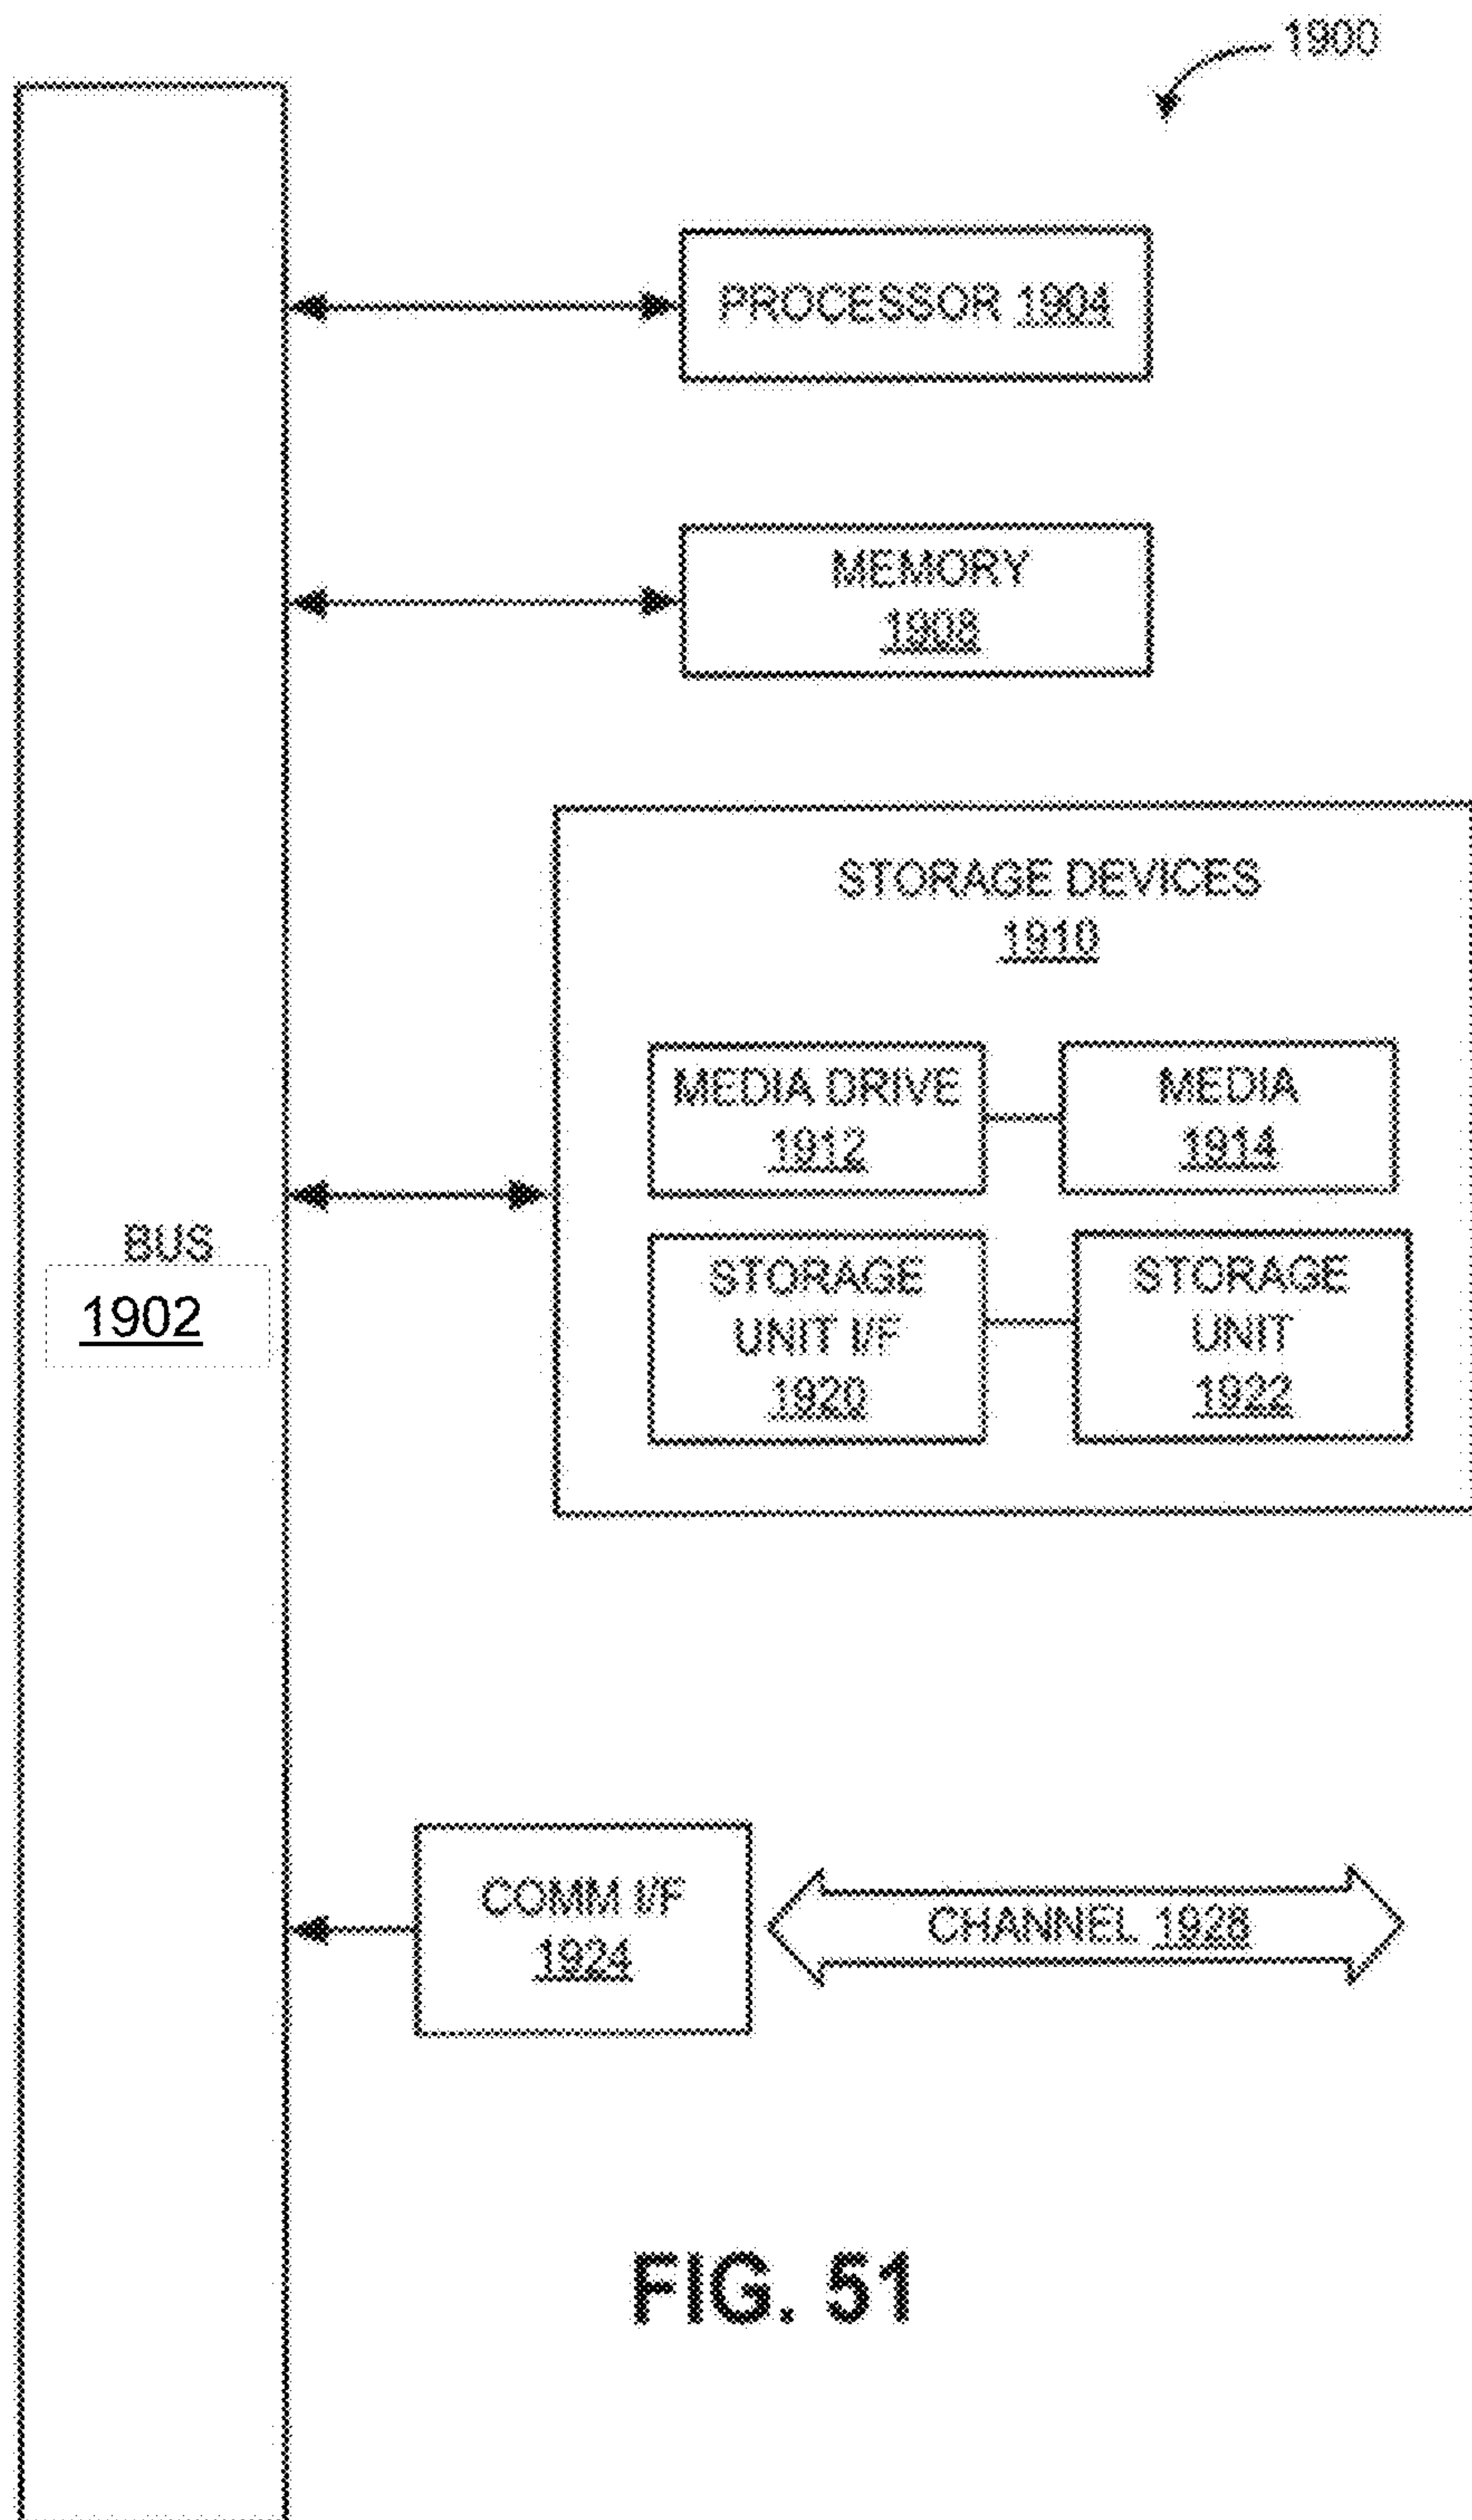 1900
PROCESSOR 1904
MEMORY
1908
STORAGE DEVICES
1910
MEDIA DRIVE
1912
MEDIA
1914
BUS
1902
STORAGE
UNIT I/F
1920
STORAGE
UNIT
1922
COMM I/F
1924
CHANNEL 1928
FIG. 51